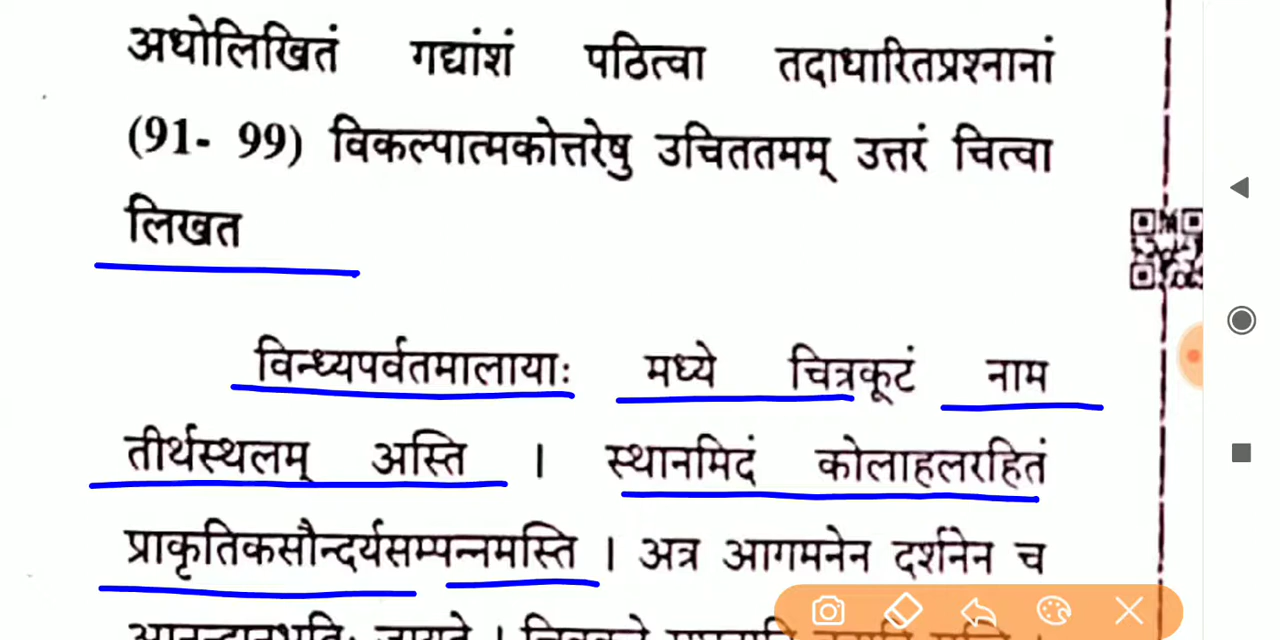 अधोलिखितं गद्यांशं पठित्वा तदाधारितप्रश्नानां
(91- 99) विकल्पात्मकोत्तरेषु उचिततमम् उत्तरं चित्वा
लिखत
विन्ध्यपर्वतमालायाः मध्ये चित्रकूटं नाम
तीर्थस्थलम् अस्ति । स्थानमिदं कोलाहलरहितं
प्राकृतिकसौन्दर्यसम्पन्नमस्ति । अत्र आगमनेन दर्शनेन च